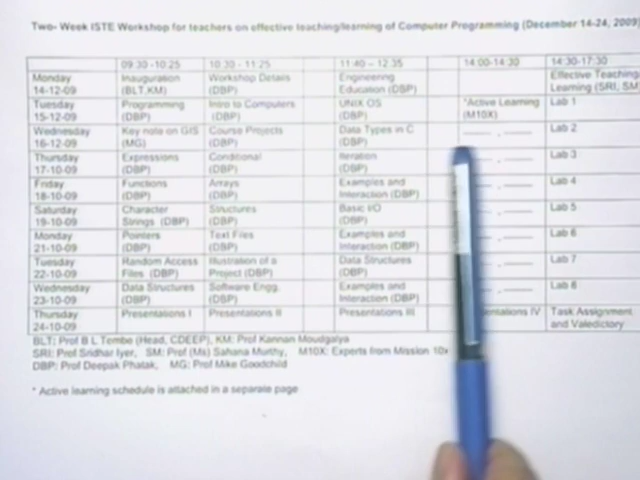 Two- Week ISTE Workshop for teachers on effective teaching/learning of Computer Programming (December 14-24, 2009)
09:30 -10:25 10:30 - 11:25 11:40 – 12:35 14:00-14:30 14:30-17:30
Monday Inauguration Workshop Details Engineering Effective Teaching
14-12-09 (BLT,KM) (DBP) Education (DBP) Learning (SRI, SM
Tuesday Programming Intro to Computers UNIX OS *Active Learning Lab 1
15-12-09 (DBP) (DBP) (DBP) (M10X)
Wednesday Key note on GIS Course Projects Data Types in C Lab 2
16-12-09 (MG) (DBP) (DBP)
Thursday Expressions Conditional Iteration Lab 3
17-10-09 (DBP) (DBP) (DBP)
Friday Functions Arrays Examples and Lab 4
18-10-09 (DBP) (DBP) Interaction (DBP)
Saturday Character Structures Basic I/O Lab 5
19-10-09 Strings (DBP) (DBP) (DBP)
Monday Pointers Text Files Examples and Lab 6
21-10-09 (DBP) (DBP) Interaction (DBP)
Tuesday Random Access Illustration of a Data Structures Lab 7
22-10-09 Files (DBP) Project (DBP) (DBP)
Wednesday Data Structures Software Engg. Examples and Lab 8
23-10-09 (DBP) (DBP) Interaction (DBP)
Thursday Presentations I Presentations II Presentations III entations IV Task Assignment
24-10-09 and Valedictory
BLT: Prof B L Tembe (Head, CDEEP), KM: Prof Kannan Moudgalya
SRI: Prof Sridhar Iyer, SM: Prof (Ms) Sahana Murthy, M10X: Experts from Mission 10x
DBP: Prof Deepak Phatak, MG: Prof Mike Goodchild
* Active learning schedule is attached in a separate page